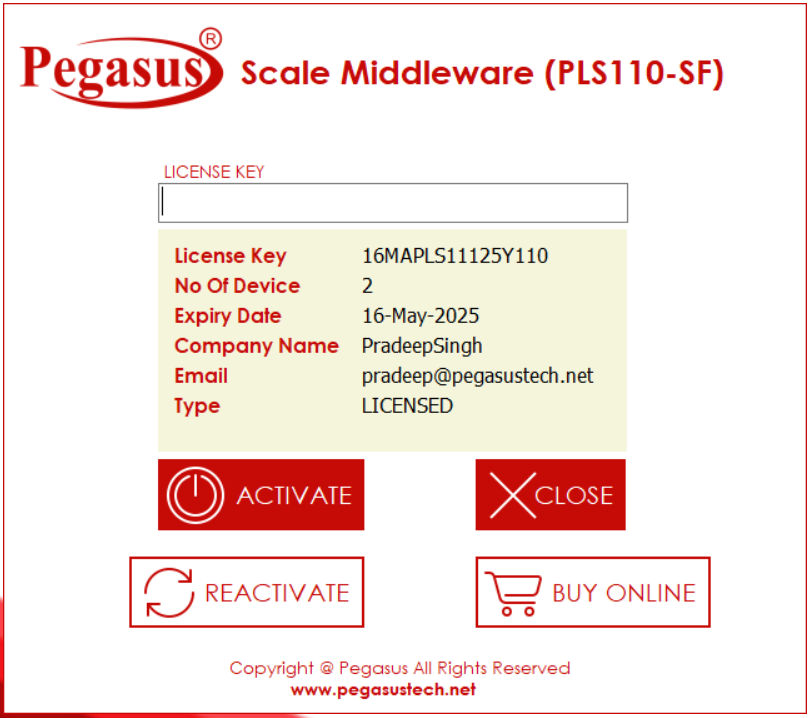 Pegasus® Scale Middleware (PLS110-SF)
LICENSE KEY
License Key 16MAPLS11125Y110
No Of Device 2
Expiry Date 16-May-2025
Company Name PradeepSingh
Email pradeep@pegasustech.net
Type LICENSED
ACTIVATE CLOSE
REACTIVATE BUY ONLINE
Copyright @ Pegasus All Rights Reserved
www.pegasustech.net